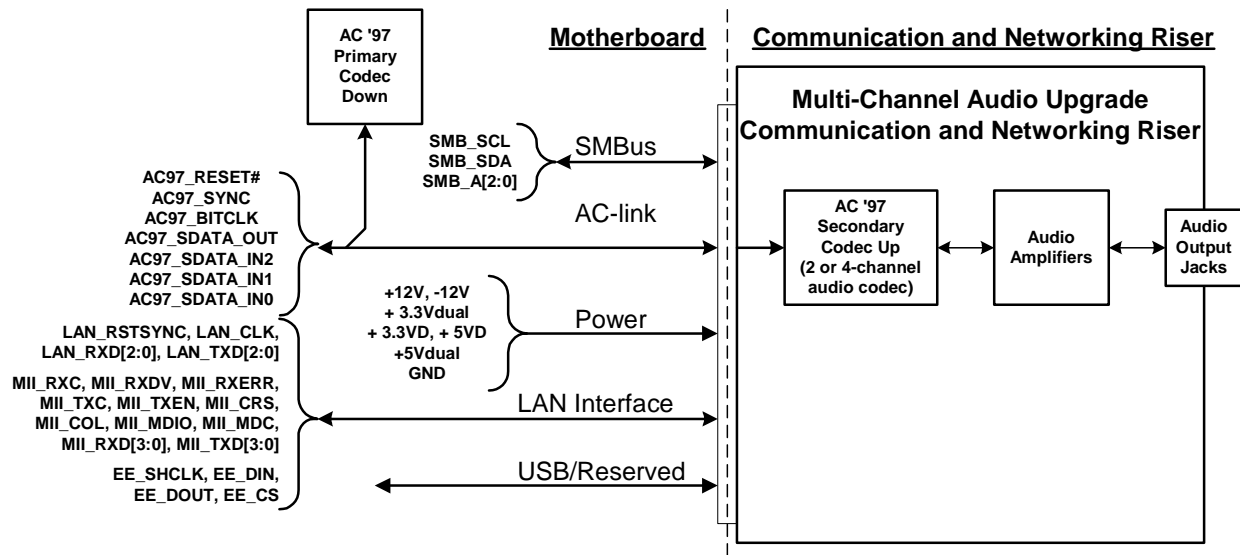 AC '97
Primary
Codec
Down
Motherboard
Communication and Networking Riser
Multi-Channel Audio Upgrade
Communication and Networking Riser
SMB_SCL
SMB_SDA
SMB_A[2:0]
SMBus
AC97_RESET#
AC97_SYNC
AC97_BITCLK
AC97_SDATA_OUT
AC97_SDATA_IN2
AC97_SDATA_IN1
AC97_SDATA_IN0
AC-link
AC '97
Secondary
Codec Up
(2 or 4-channel
audio codec)
Audio
Amplifiers
Audio
Output
Jacks
+12V, -12V
+ 3.3Vdual
+ 3.3VD, + 5VD
+5Vdual
GND
Power
LAN_RSTSYNC, LAN_CLK,
LAN_RXD[2:0], LAN_TXD[2:0]
MII_RXC, MII_RXDV, MII_RXERR,
MII_TXC, MII_TXEN, MII_CRS,
MII_COL, MII_MDIO, MII_MDC,
MII_RXD[3:0], MII_TXD[3:0]
EE_SHCLK, EE_DIN,
EE_DOUT, EE_CS
LAN Interface
USB/Reserved